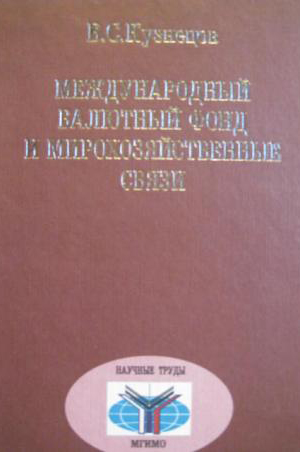 В.С.Кузнецов
МЕЖДУНАРОДНЫЙ
ВАЛЮТНЫЙ ФОНД
И МИРОХОЗЯЙСТВЕННЫЕ
СВЯЗИ
НАУЧНЫЕ ТРУДЫ
МГИМО